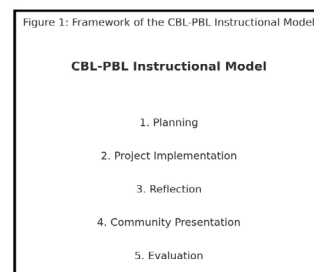 Figure 1: Framework of the CBL-PBL Instructional Model
CBL-PBL Instructional Model
1. Planning
2. Project Implementation
3. Reflection
4. Community Presentation
5. Evaluation